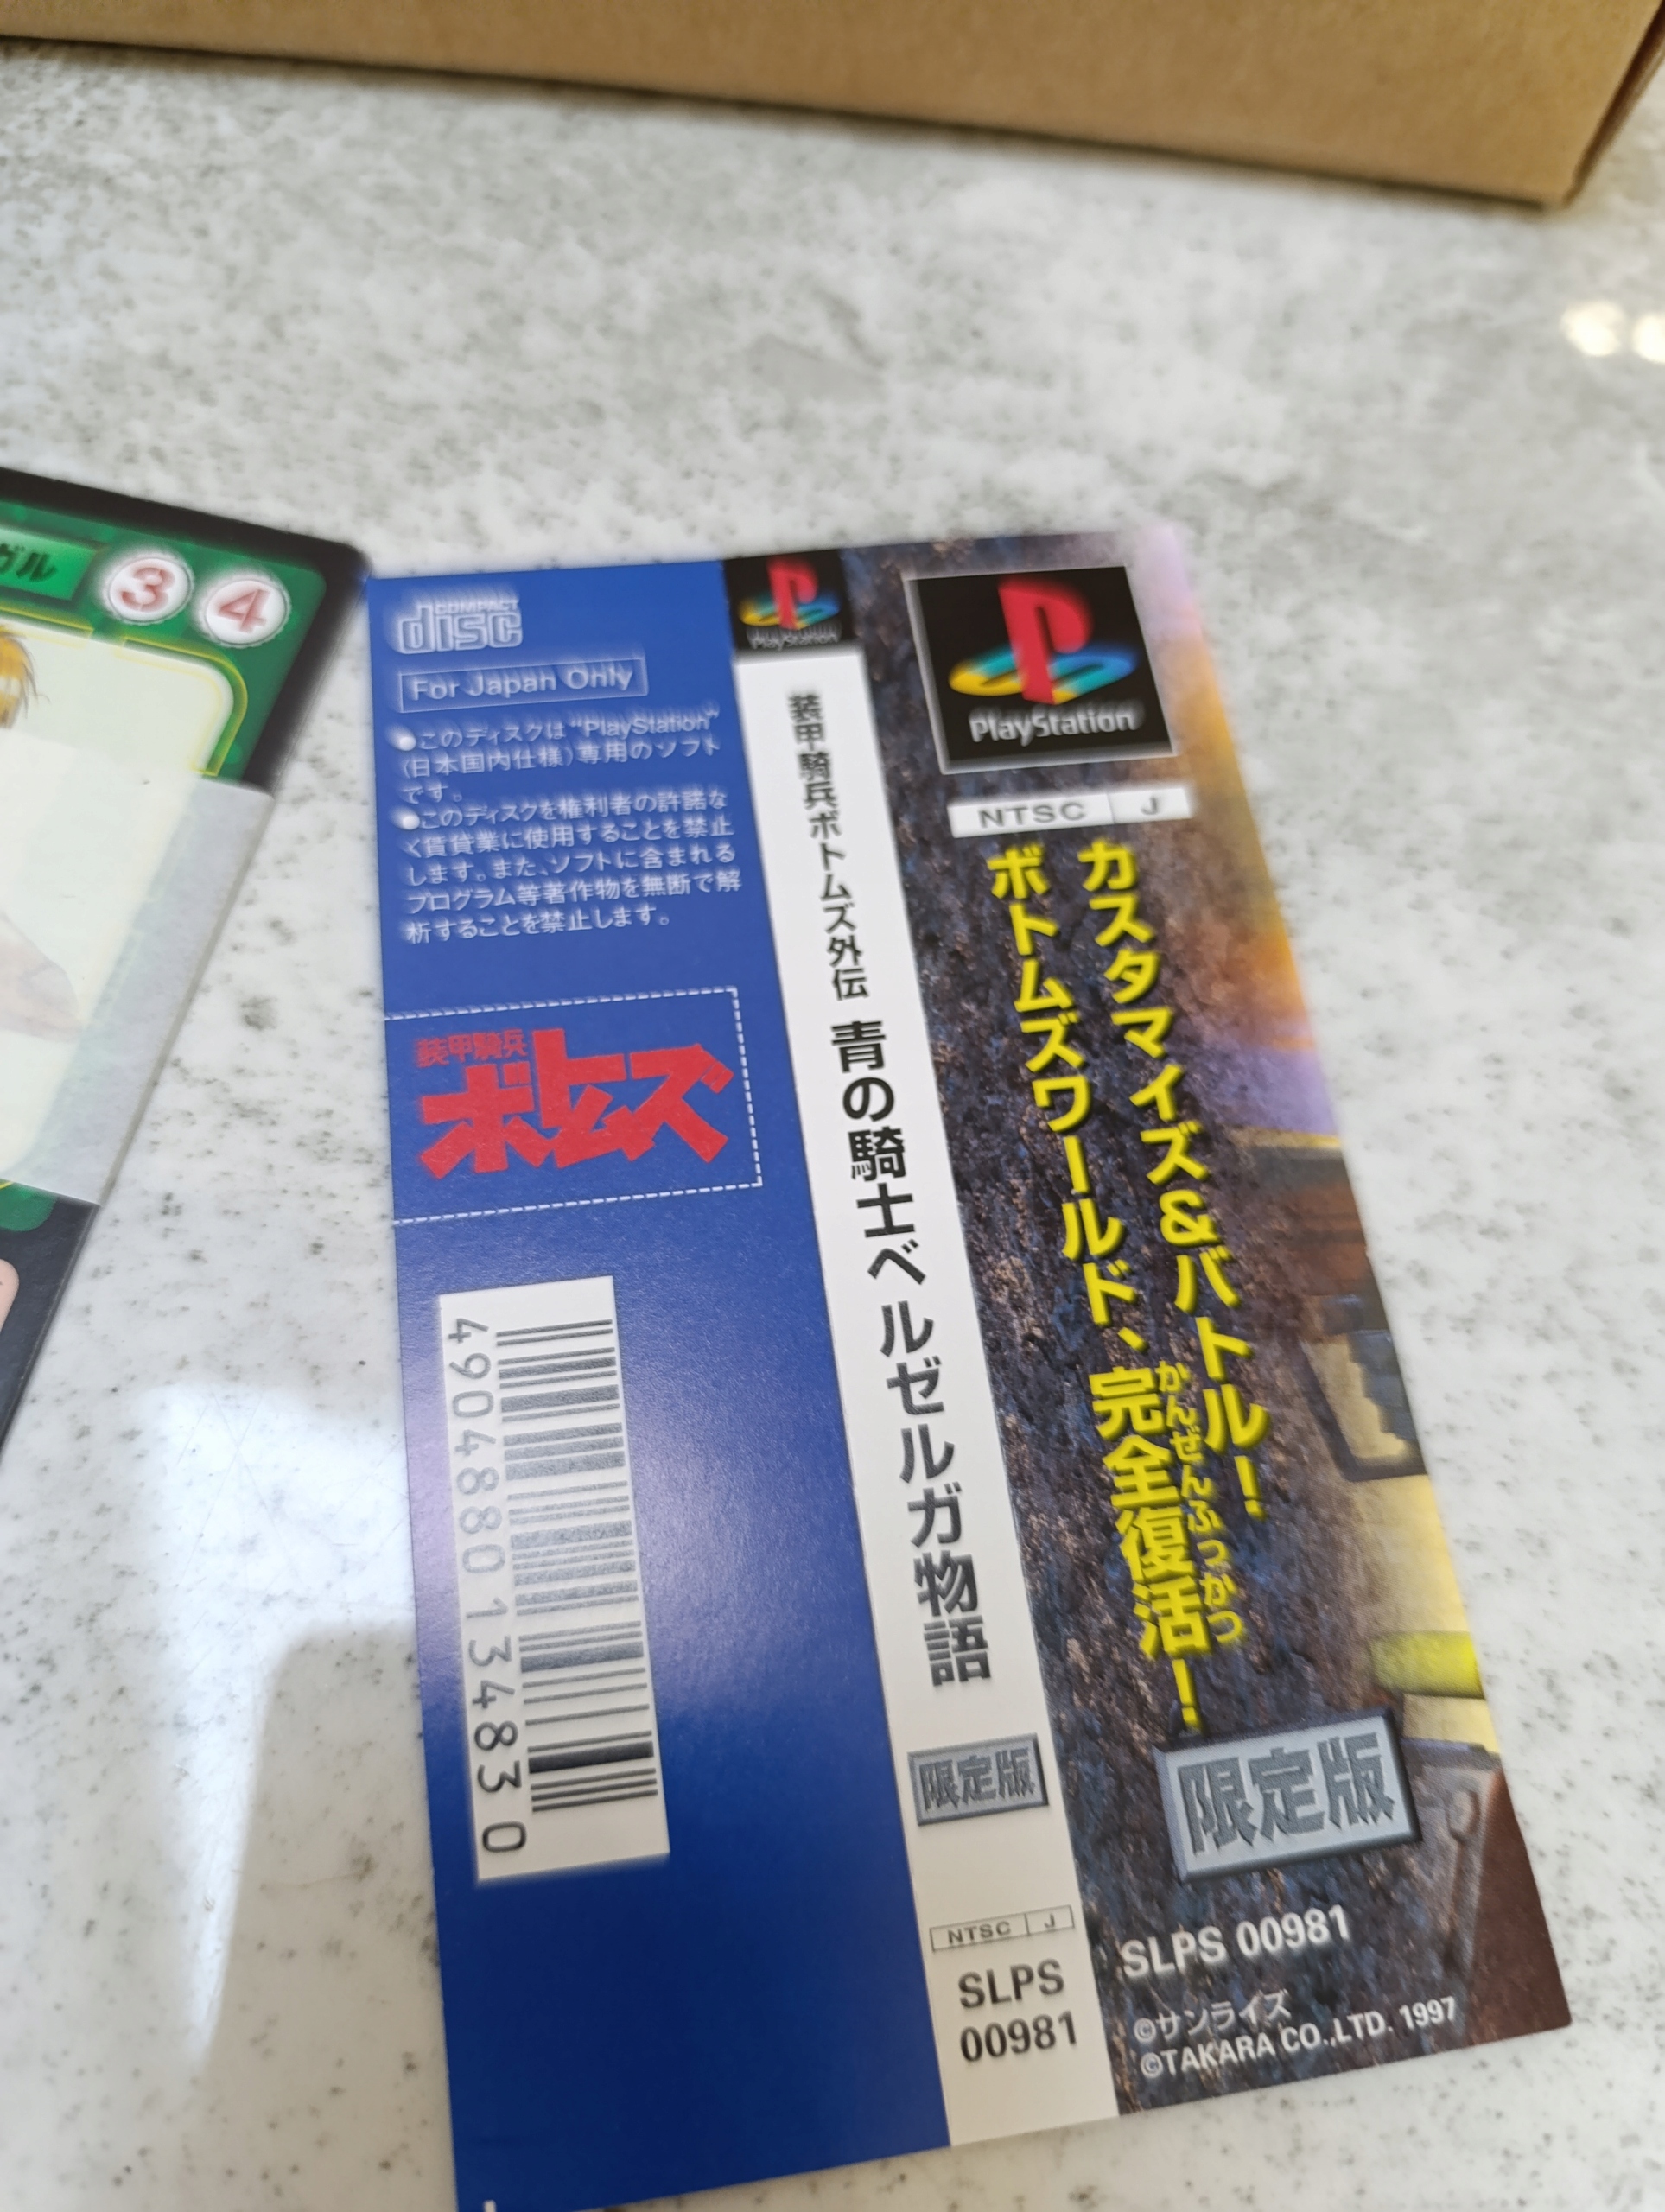 ガル
3
4
COMPACT
disc
For Japan Only
●このディスクは"PlayStation"
(日本国内仕様)専用のソフト
です。
●このディスクを権利者の許諾な
く賃貸業に使用することを禁止
します。また、ソフトに含まれる
プログラム等著作物を無断で解
析することを禁止します。
装甲騎兵
ボトムズ
4904880134830
PlayStation
装甲騎兵ボトムズ外伝 青の騎士ベルゼルガ物語
限定版
NTSC J
SLPS
00981
PlayStation
NTSC J
カスタマイズ&バトル!
ボトムズワールド、完全復活!
かんぜんふっかつ
限定版
SLPS 00981
©サンライズ
©TAKARA CO.,LTD. 1997